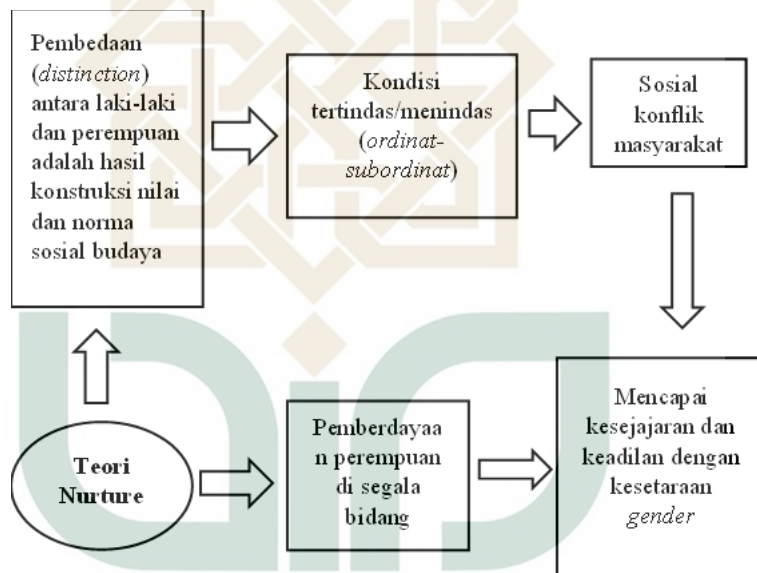 Pembedaan
(distinction)
antara laki-laki
dan perempuan
adalah hasil
konstruksi nilai
dan norma
sosial budaya
Kondisi
tertindas/menindas
(ordinat-
subordinat)
Sosial
konflik
masyarakat
Teori
Nurture
Pemberdayaa
n perempuan
di segala
bidang
Mencapai
kesejajaran dan
keadilan dengan
kesetaraan
gender